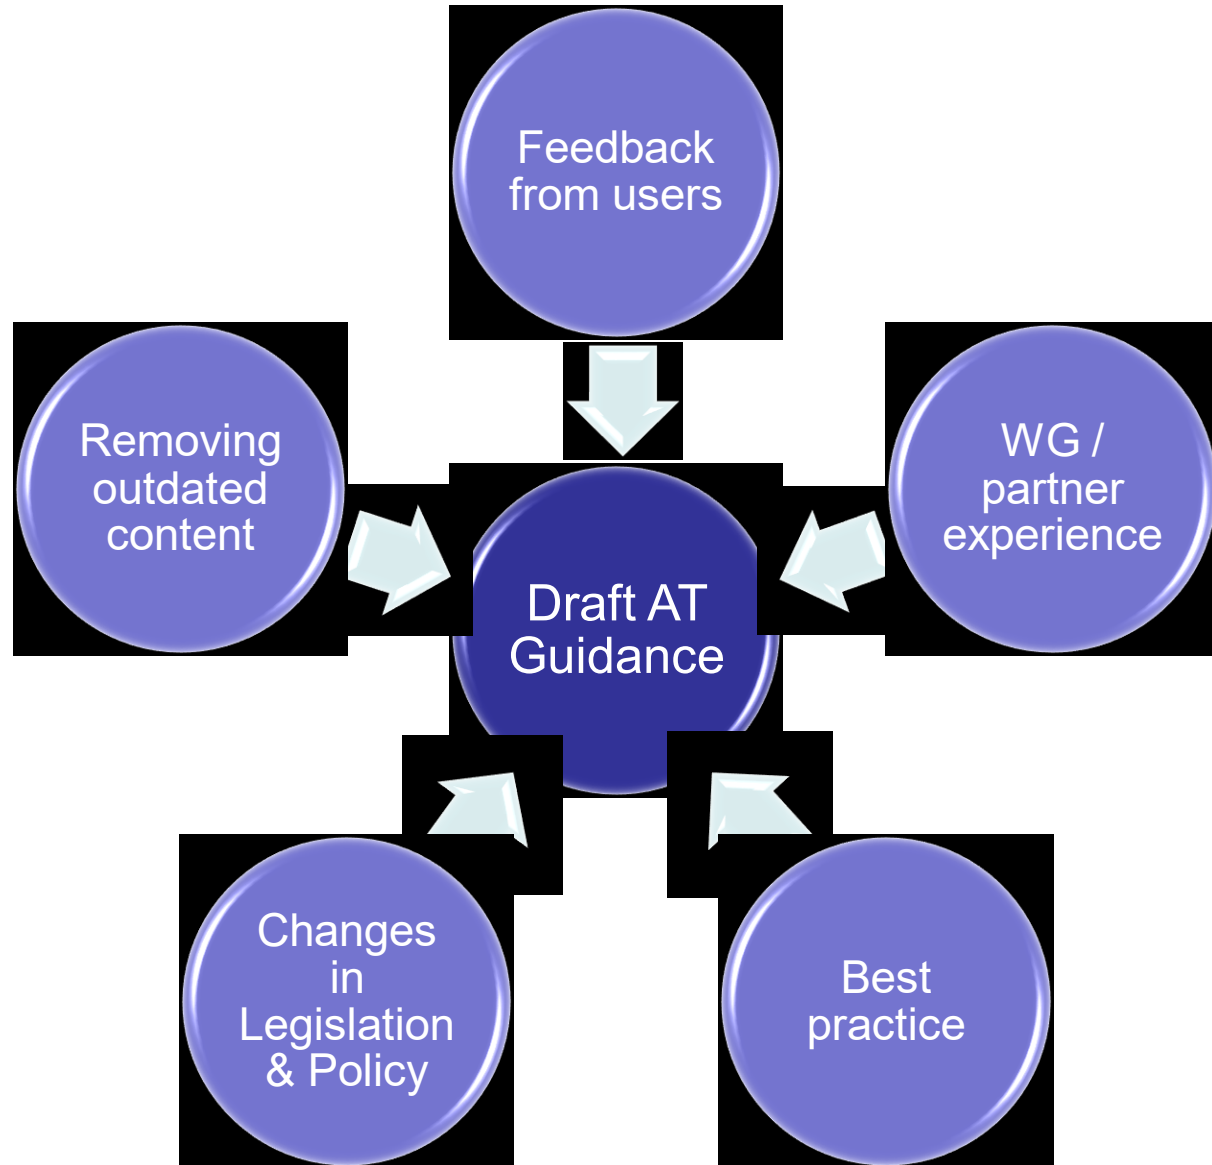 Feedback
from users
Removing
outdated
content
WG /
partner
experience
Draft AT
Guidance
Changes
in
Legislation
& Policy
Best
practice